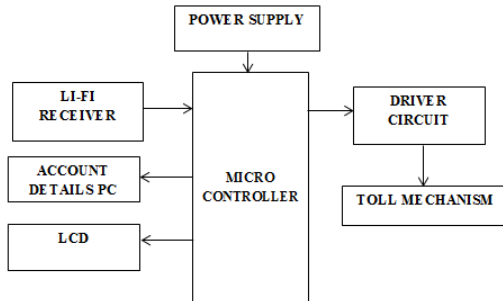 POWER SUPPLY
LI-FI
RECEIVER
DRIVER
CIRCUIT
ACCOUNT
DETAILS PC
MICRO
CONTROLLER
TOLL MECHANISM
LCD